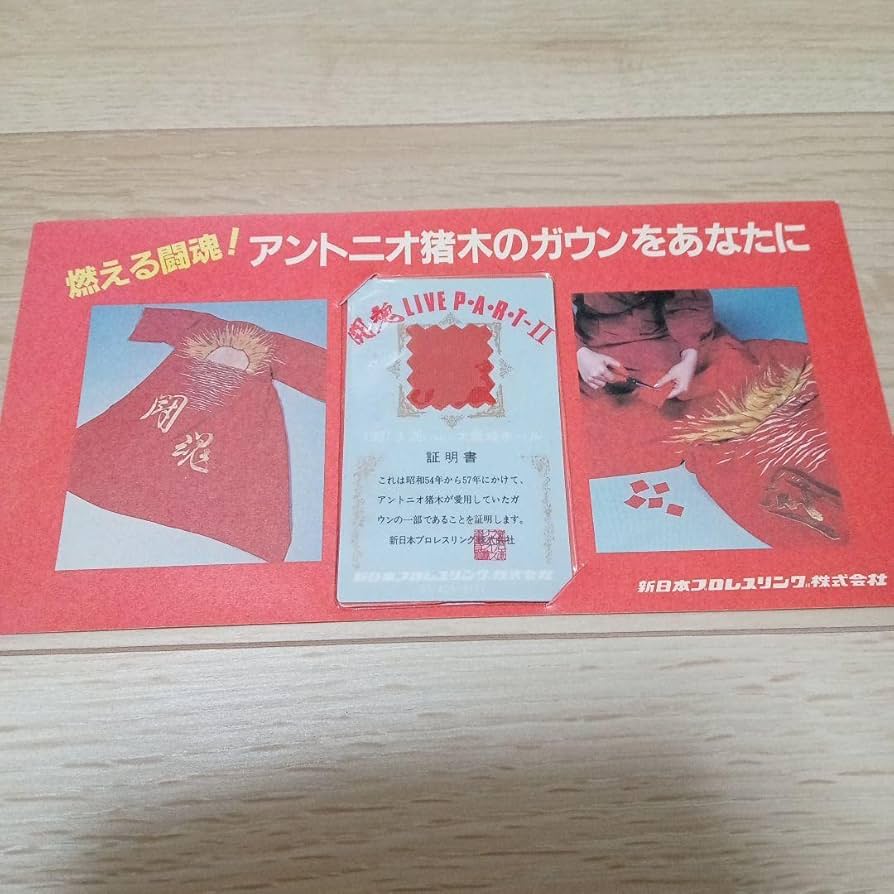 燃える闘魂!
アントニオ猪木のガウンをあなたに
闘魂
闘魂 LIVE P・A・R・T-II
証明書
これは昭和54年から57年にかけて、
アントニオ猪木が愛用していたガ
ウンの一部であることを証明します。
新日本プロレスリング株式会社
新日本プロレスリング株式会社
新日本プロレスリング株式会社